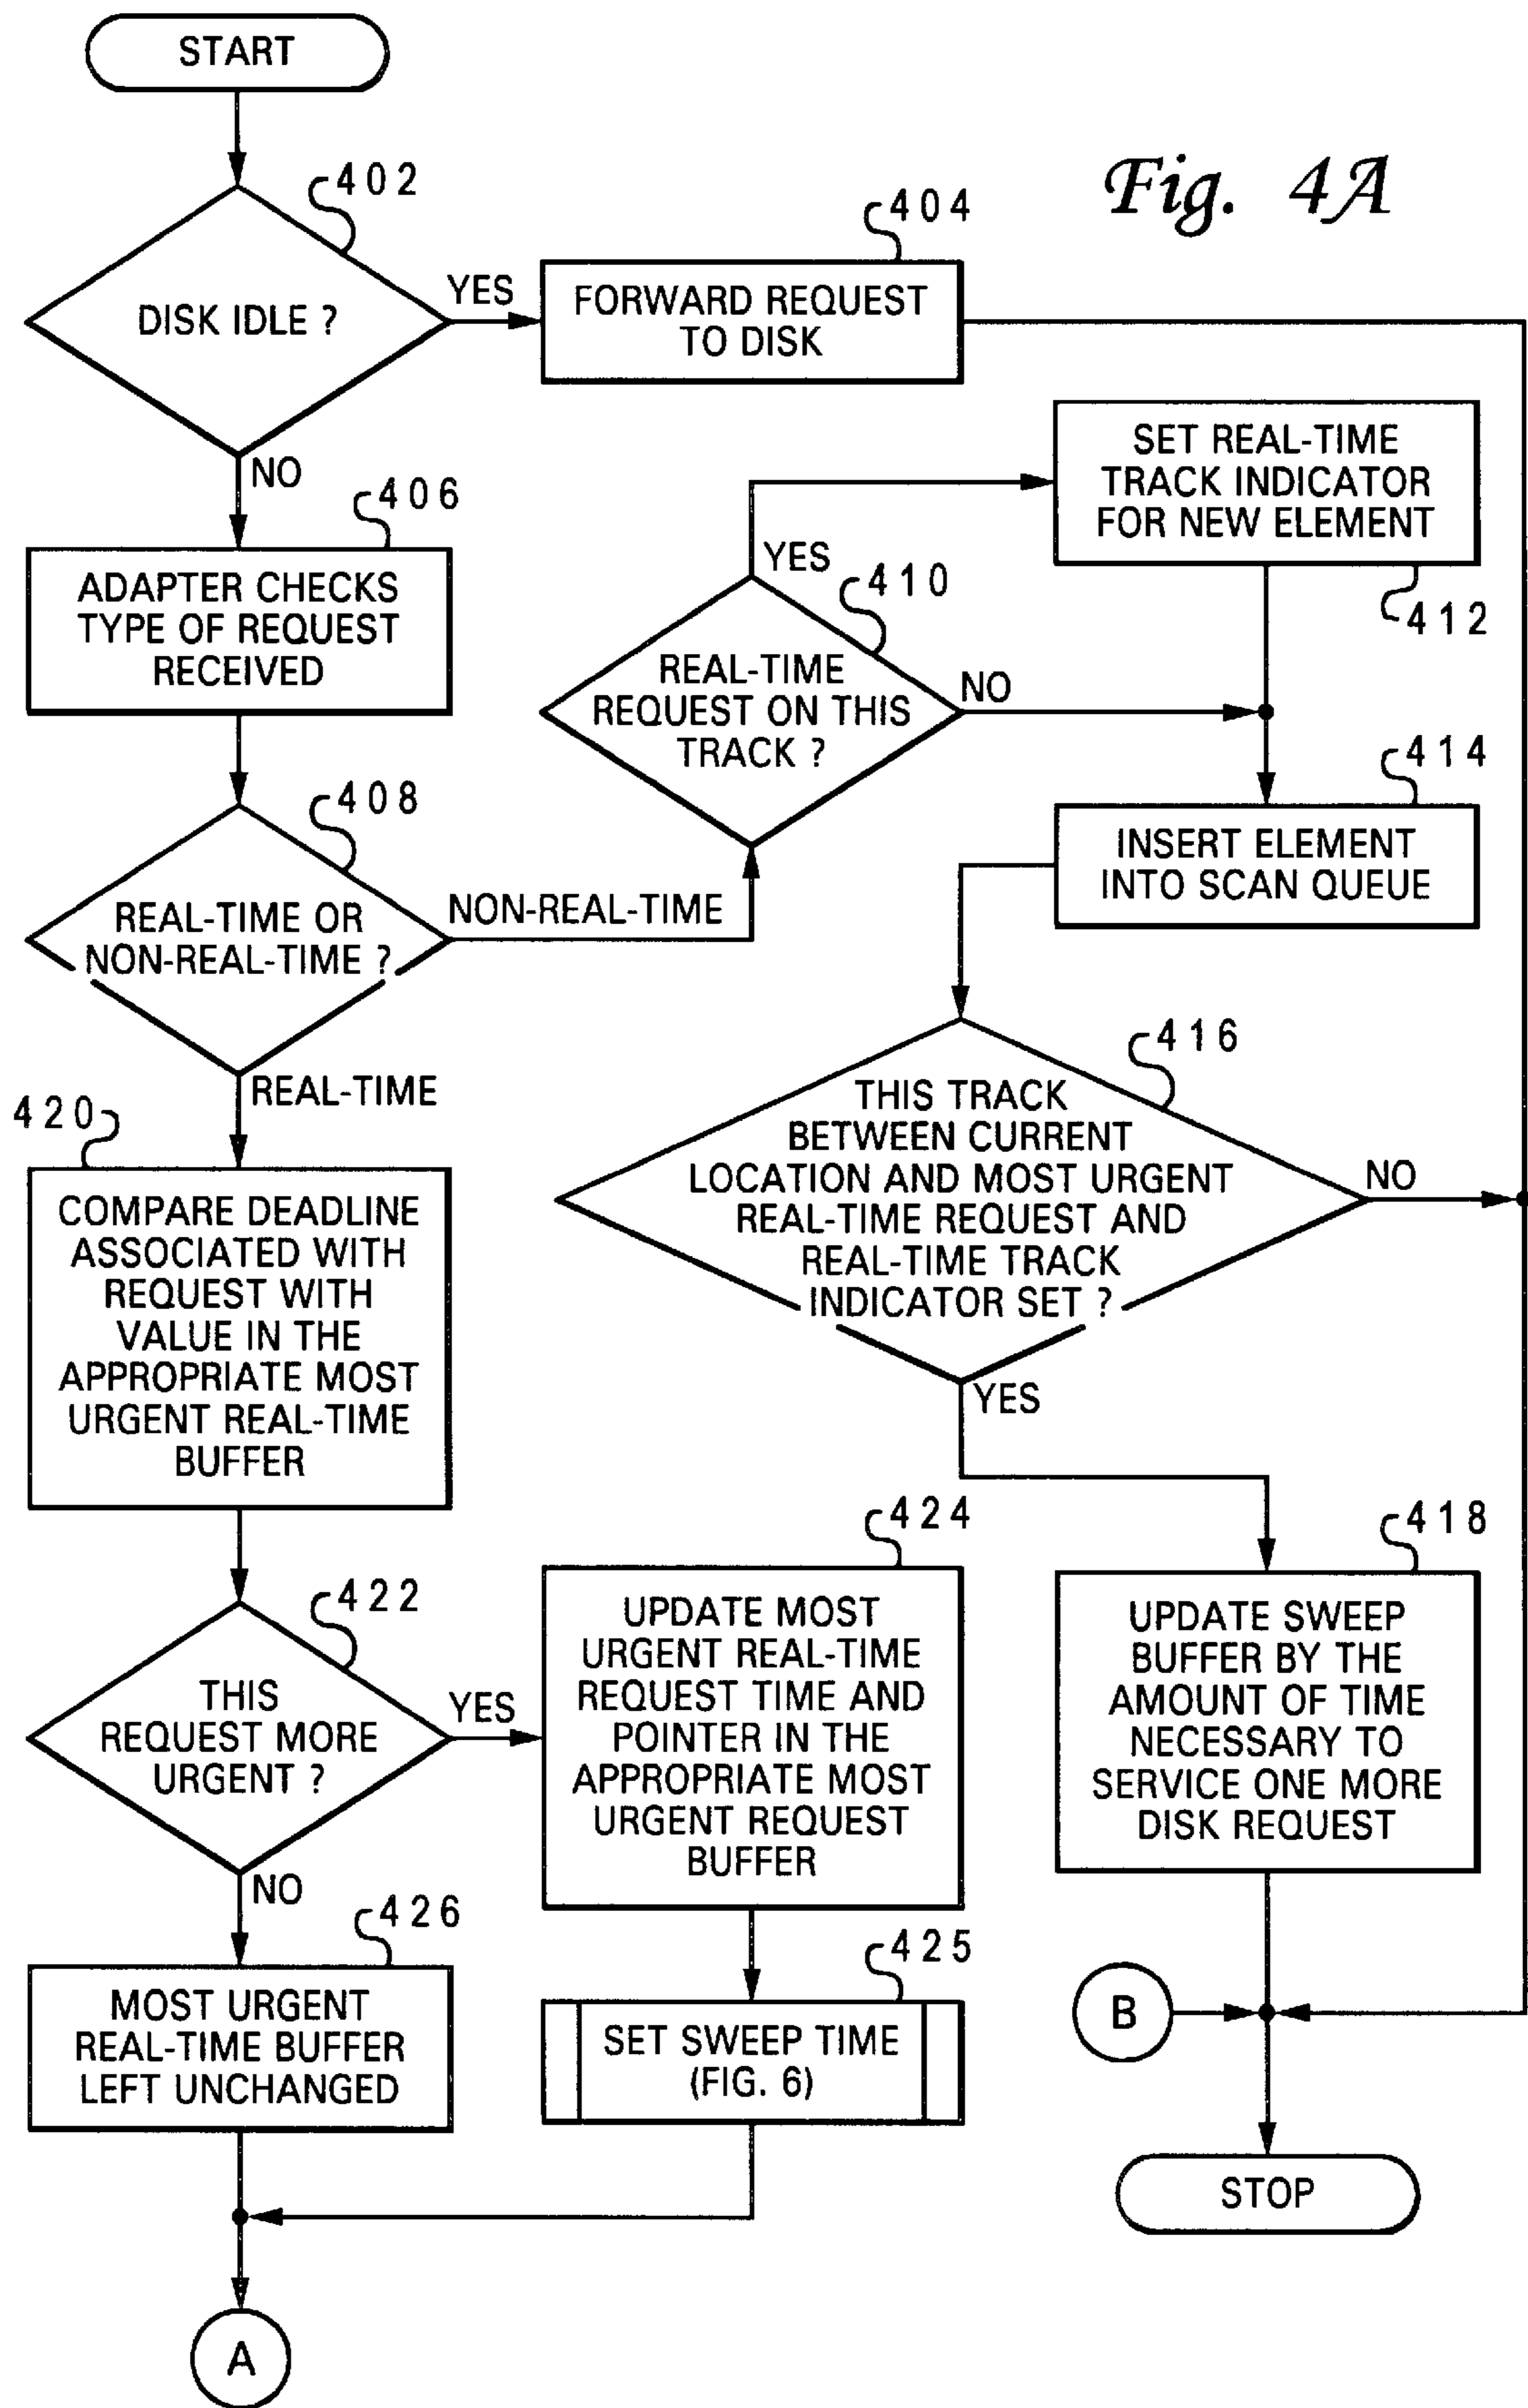 START
Fig. 4A
402
404
DISK IDLE ?
YES
FORWARD REQUEST
TO DISK
NO
406
ADAPTER CHECKS
TYPE OF REQUEST
RECEIVED
SET REAL-TIME
TRACK INDICATOR
FOR NEW ELEMENT
412
YES
410
REAL-TIME
REQUEST ON THIS
TRACK ?
NO
408
REAL-TIME OR
NON-REAL-TIME ?
NON-REAL-TIME
414
INSERT ELEMENT
INTO SCAN QUEUE
REAL-TIME
416
THIS TRACK
BETWEEN CURRENT
LOCATION AND MOST URGENT
REAL-TIME REQUEST AND
REAL-TIME TRACK
INDICATOR SET ?
NO
YES
420
COMPARE DEADLINE
ASSOCIATED WITH
REQUEST WITH
VALUE IN THE
APPROPRIATE MOST
URGENT REAL-TIME
BUFFER
422
THIS
REQUEST MORE
URGENT ?
YES
424
UPDATE MOST
URGENT REAL-TIME
REQUEST TIME AND
POINTER IN THE
APPROPRIATE MOST
URGENT REQUEST
BUFFER
418
UPDATE SWEEP
BUFFER BY THE
AMOUNT OF TIME
NECESSARY TO
SERVICE ONE MORE
DISK REQUEST
NO
426
MOST URGENT
REAL-TIME BUFFER
LEFT UNCHANGED
425
SET SWEEP TIME
(FIG. 6)
B
STOP
A